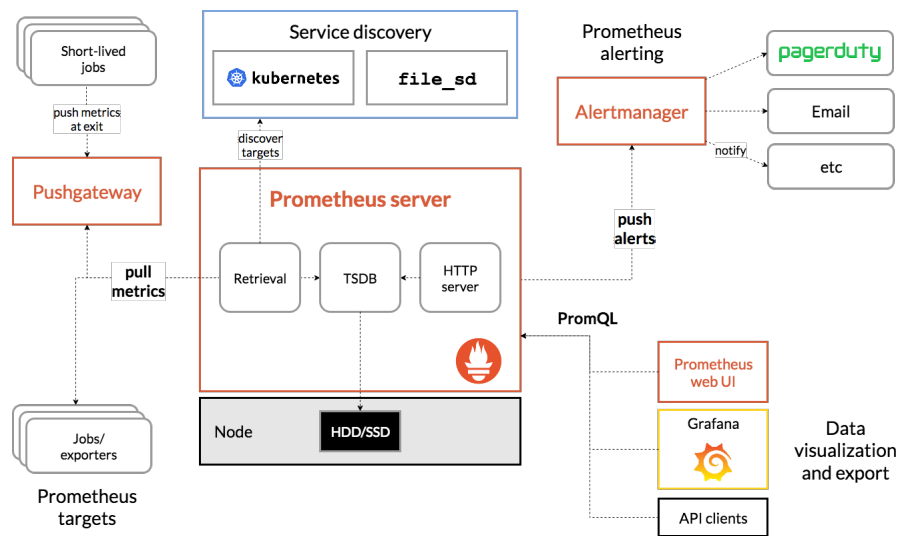 Short-lived
jobs
push metrics
at exit
Pushgateway
pull
metrics
Jobs/
exporters
Prometheus
targets
Service discovery
kubernetes
file_sd
discover
targets
Prometheus server
Retrieval
TSDB
HTTP
server
Node
HDD/SSD
Prometheus
alerting
Alertmanager
push
alerts
notify
pagerduty
Email
etc
PromQL
Prometheus
web UI
Grafana
API clients
Data
visualization
and export